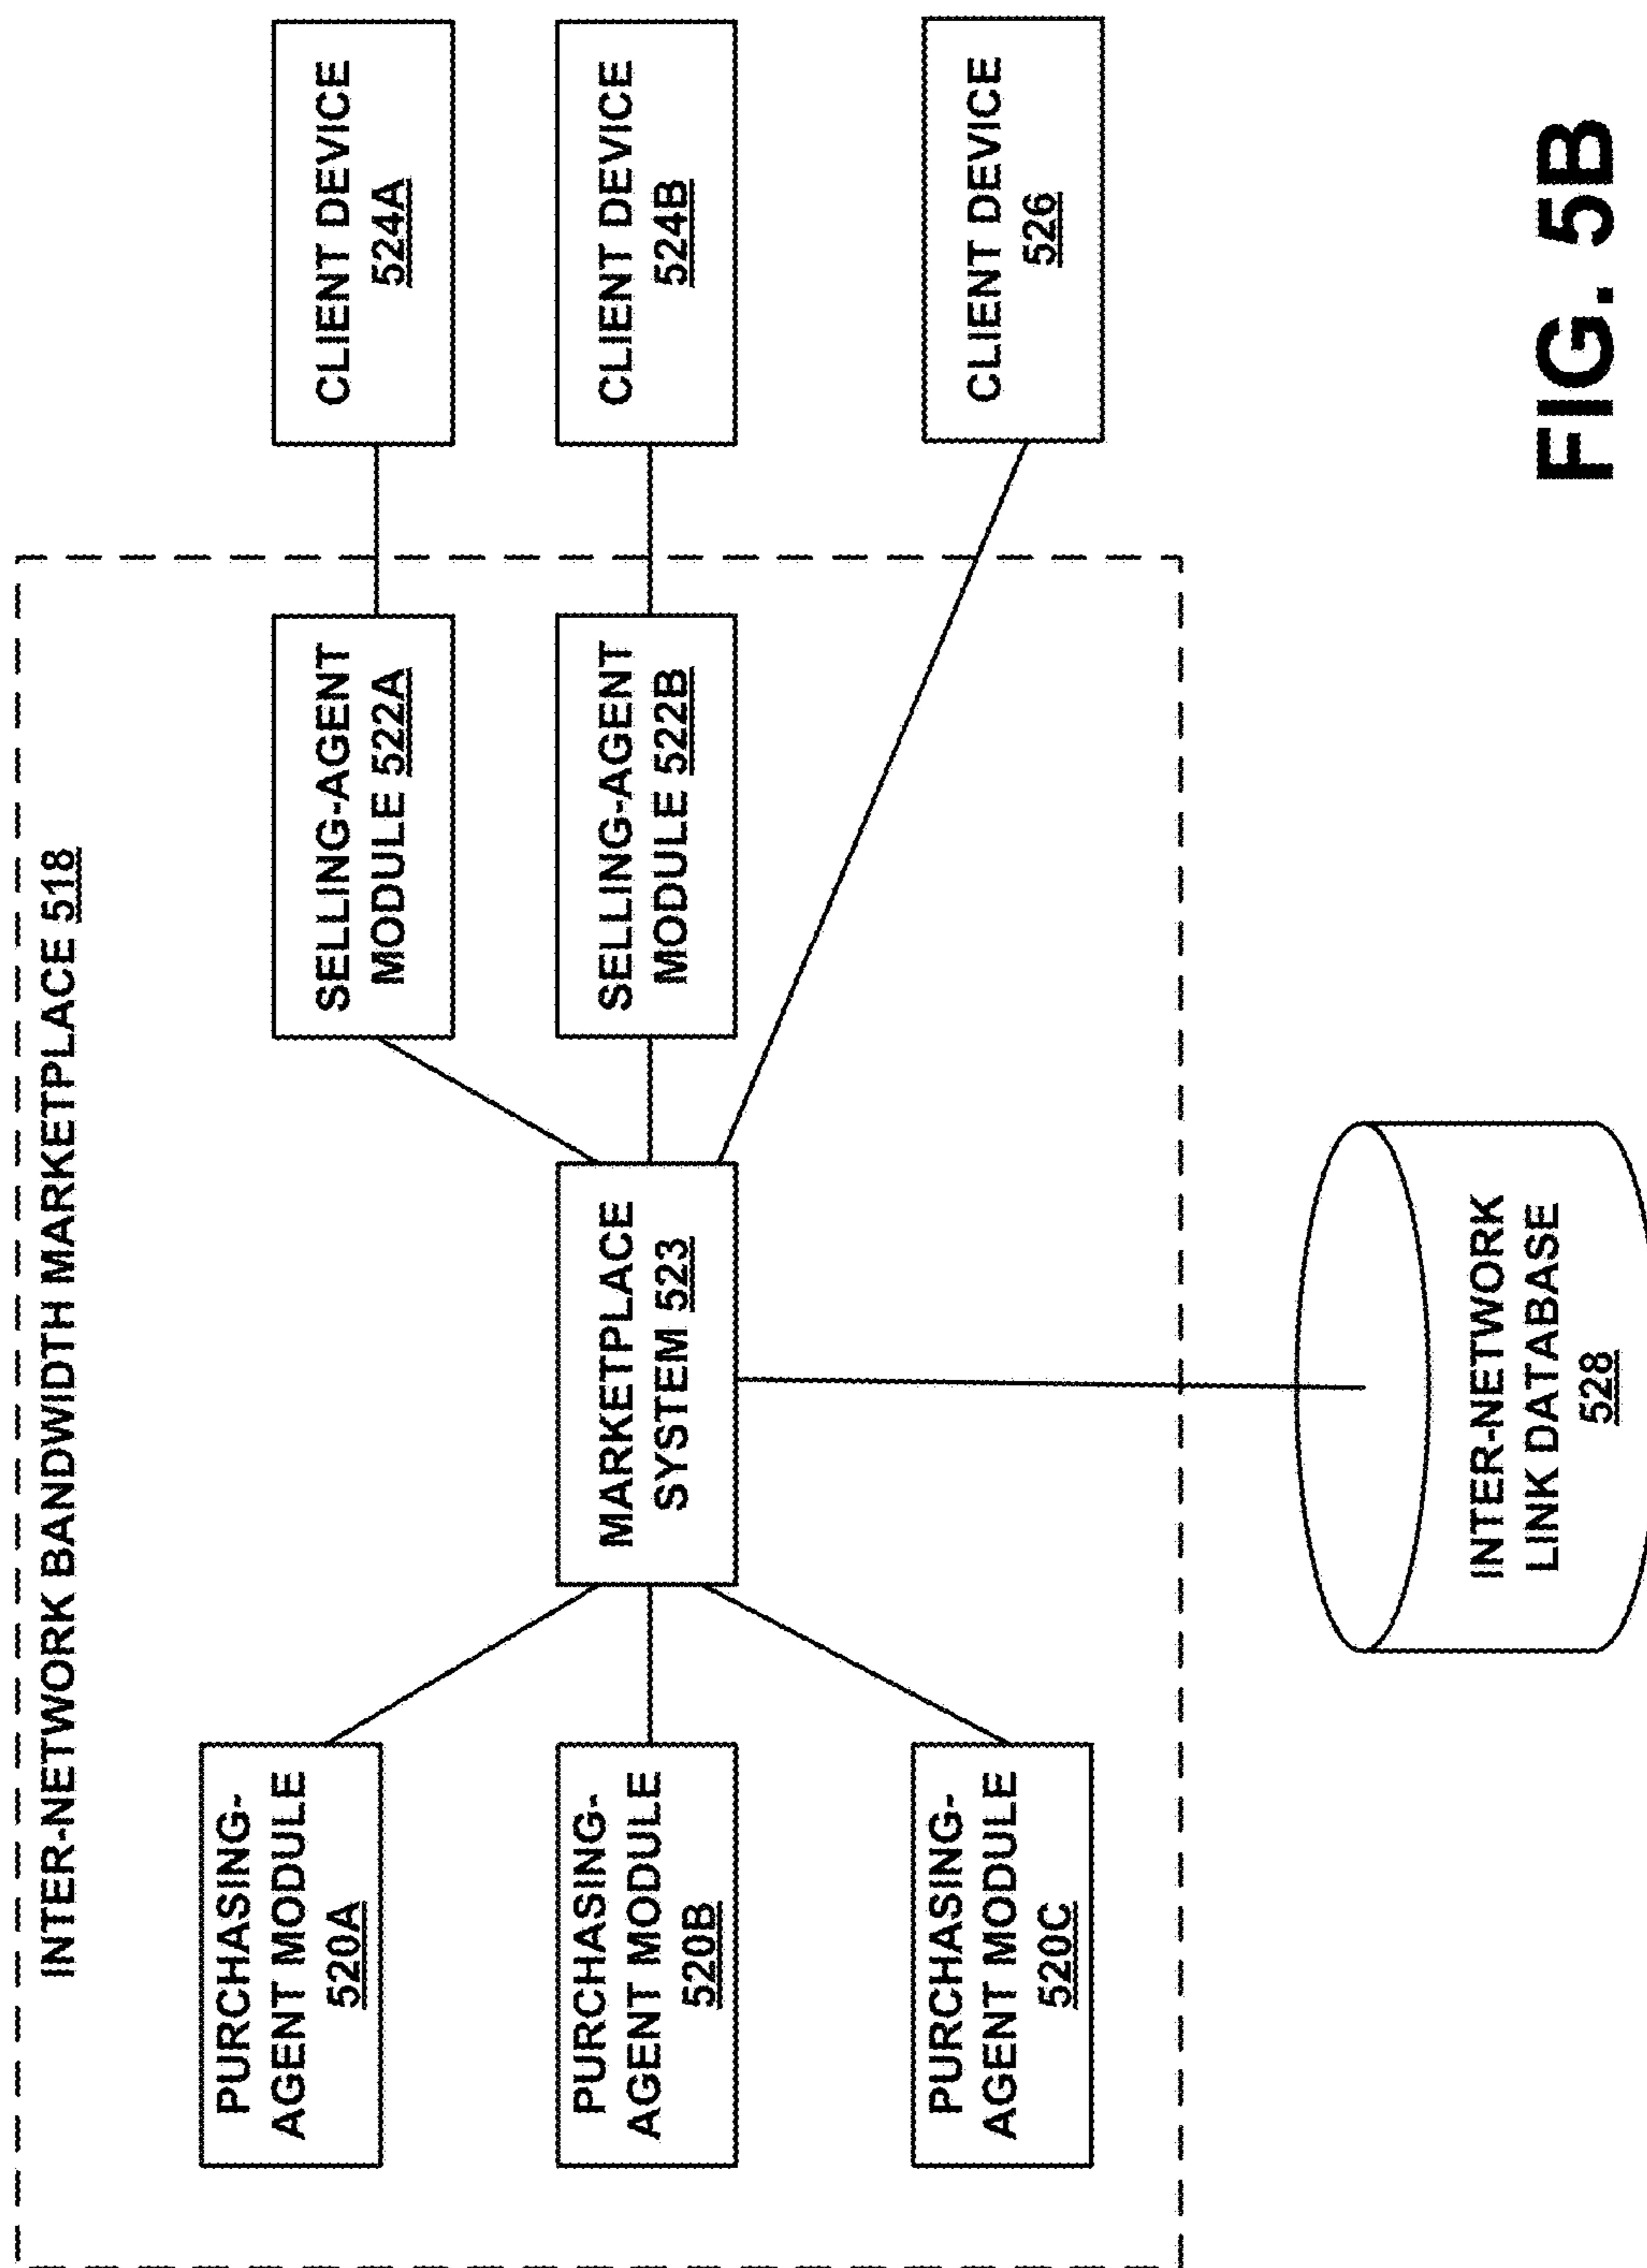 INTER-NETWORK BANDWIDTH MARKETPLACE 518
PURCHASING-
AGENT MODULE
520A
PURCHASING-
AGENT MODULE
520B
PURCHASING-
AGENT MODULE
520C
MARKETPLACE
SYSTEM 523
SELLING-AGENT
MODULE 522A
SELLING-AGENT
MODULE 522B
CLIENT DEVICE
524A
CLIENT DEVICE
524B
CLIENT DEVICE
526
INTER-NETWORK
LINK DATABASE
528
FIG. 5B